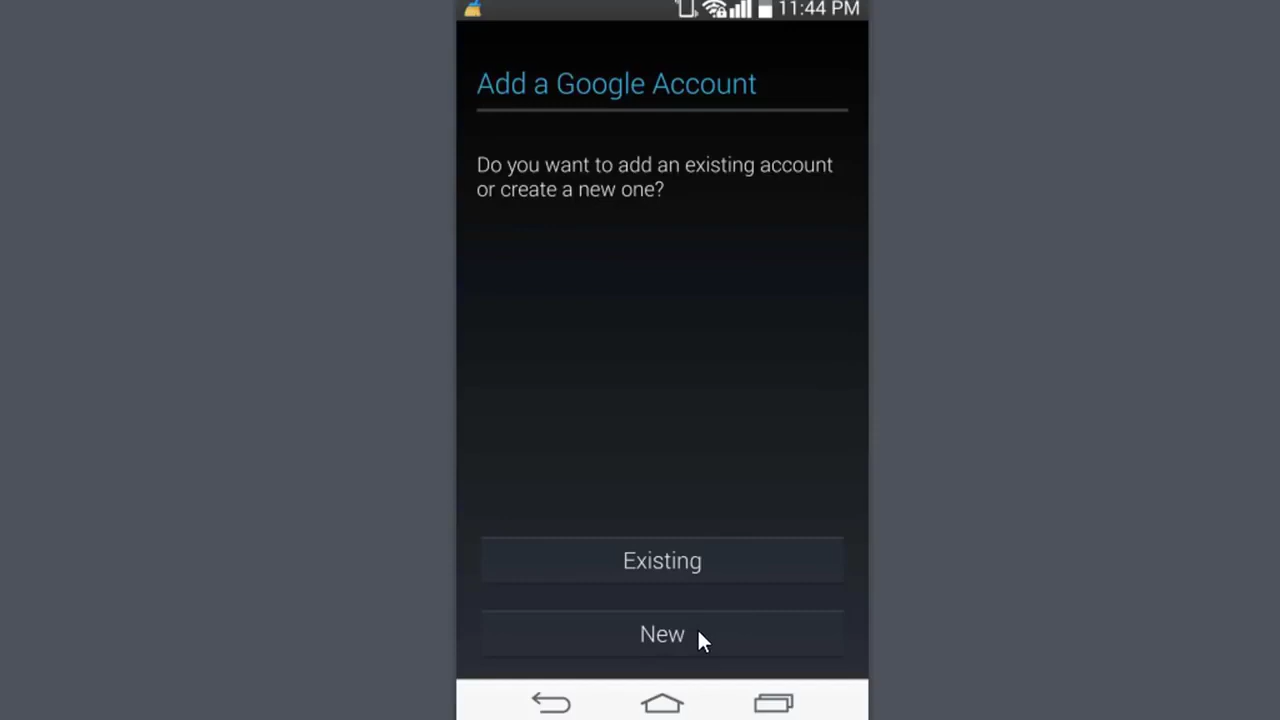 11:44 PM
Add a Google Account
Do you want to add an existing account
or create a new one?
Existing
New